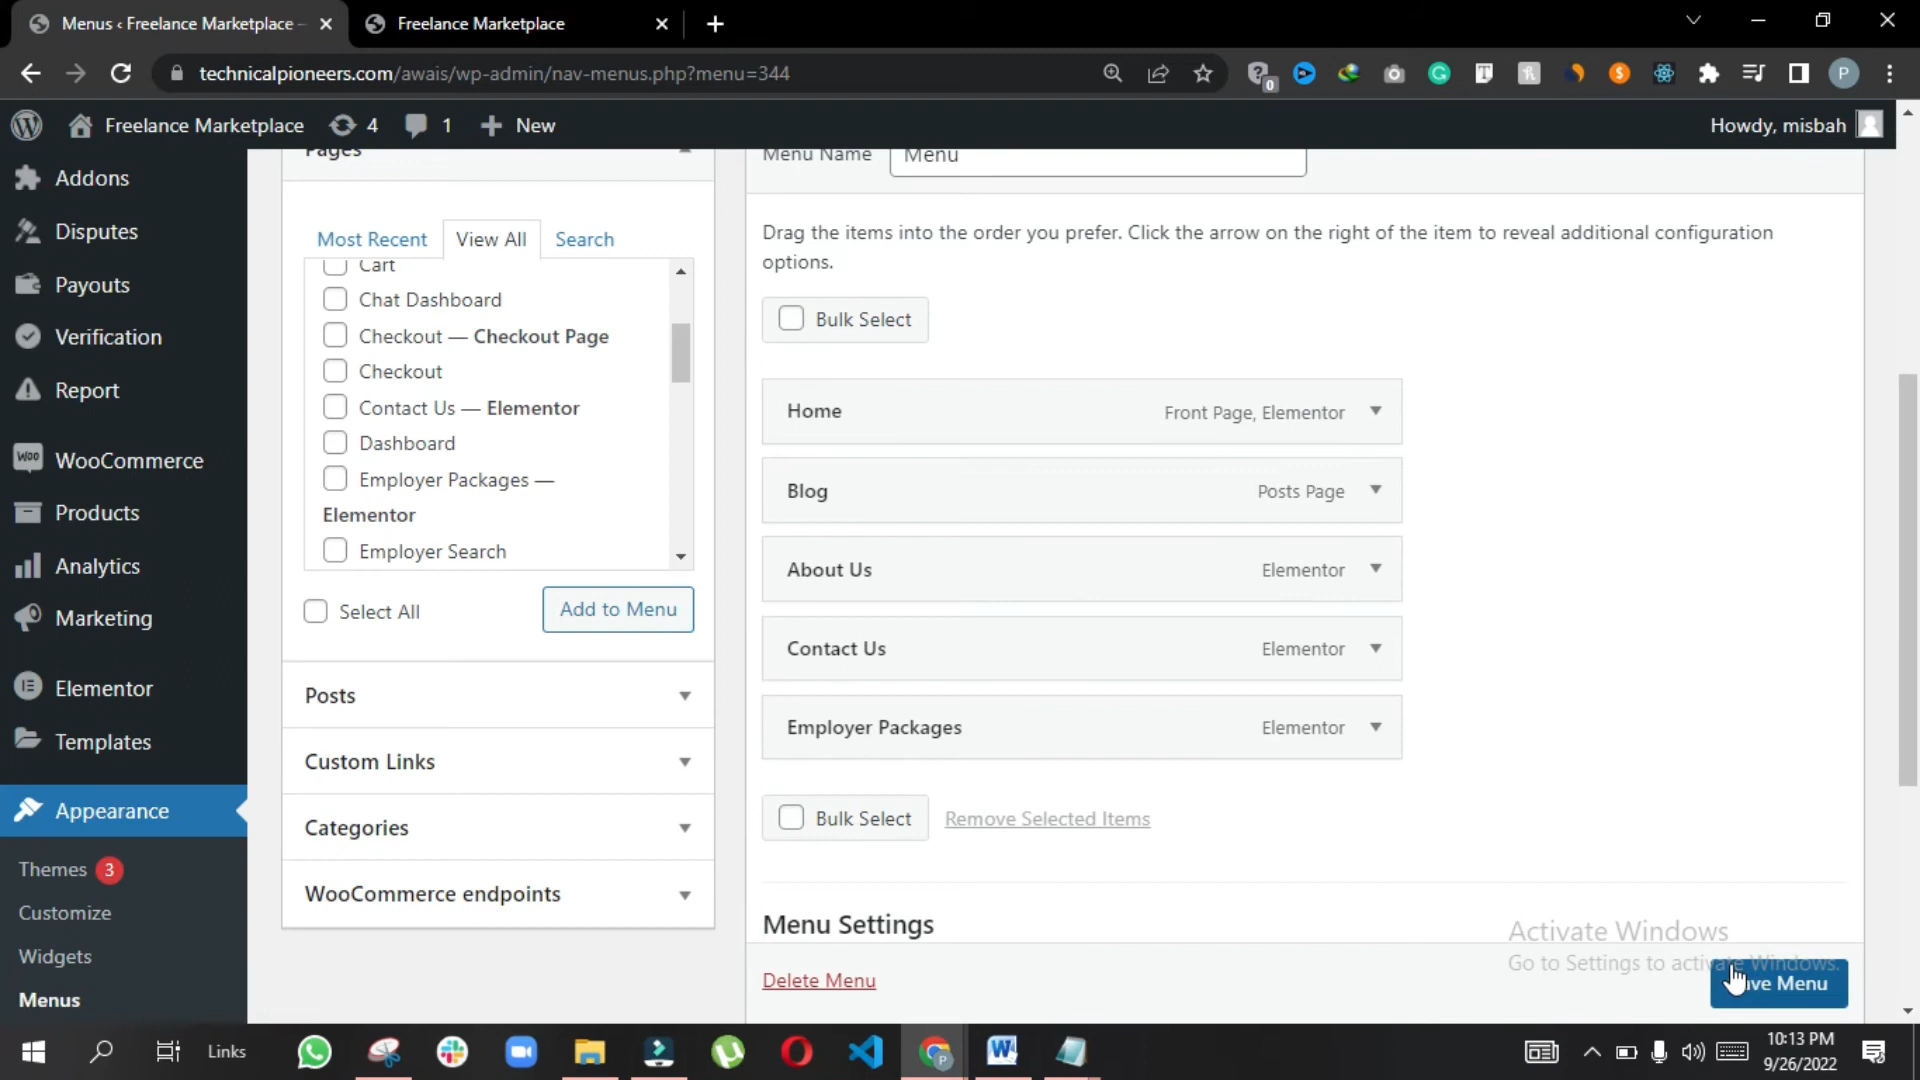 Menus ‹ Freelance Marketplace –
Freelance Marketplace
technicalpioneers.com/awais/wp-admin/nav-menus.php?menu=344
0
P
Freelance Marketplace
4
1
New
Howdy, misbah
Addons
Disputes
Payouts
Verification
Report
WooCommerce
Products
Analytics
Marketing
Elementor
Templates
Appearance
Themes 3
Customize
Widgets
Menus
Pages
Most Recent
View All
Search
Cart
Chat Dashboard
Checkout — Checkout Page
Checkout
Contact Us — Elementor
Dashboard
Employer Packages —
Elementor
Employer Search
Select All
Add to Menu
Posts
Custom Links
Categories
WooCommerce endpoints
Menu Name
Menu
Drag the items into the order you prefer. Click the arrow on the right of the item to reveal additional configuration
options.
Bulk Select
Home
Front Page, Elementor
Blog
Posts Page
About Us
Elementor
Contact Us
Elementor
Employer Packages
Elementor
Bulk Select
Remove Selected Items
Menu Settings
Delete Menu
Activate Windows
Go to Settings to activate Windows.
Menu
Links
10:13 PM
9/26/2022